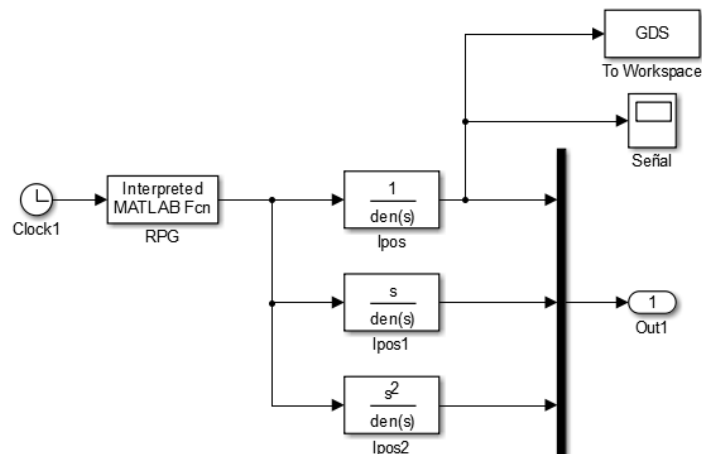 GDS
To Workspace
Señal
Interpreted
MATLAB Fcn
Clock1
RPG
1
den(s)
Ipos
s
den(s)
Ipos1
1
Out1
s2
den(s)
Ipos2